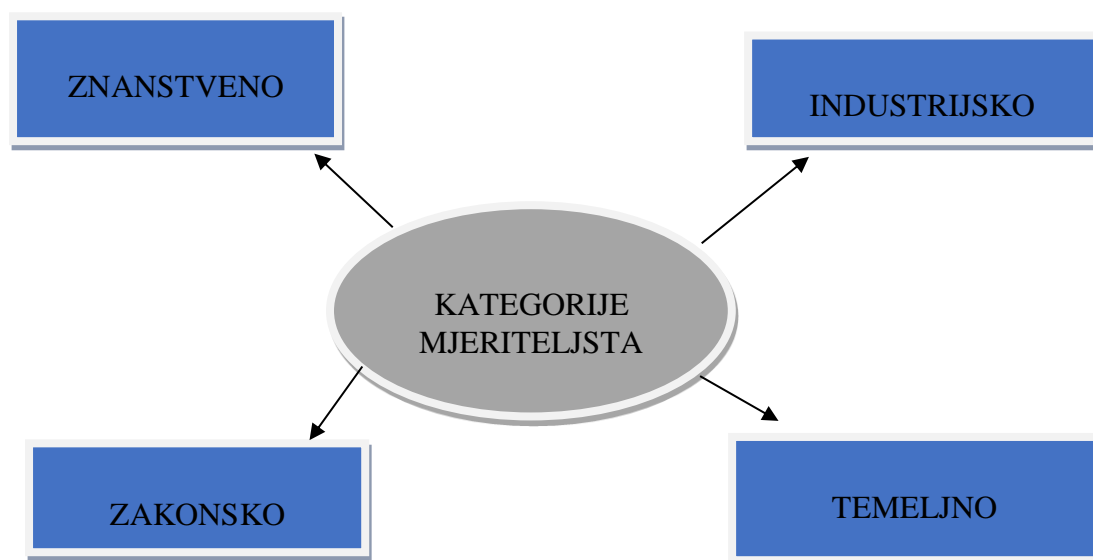 ZNANSTVENO
INDUSTRIJSKO
KATEGORIJE
MJERITELJSTA
ZAKONSKO
TEMELJNO